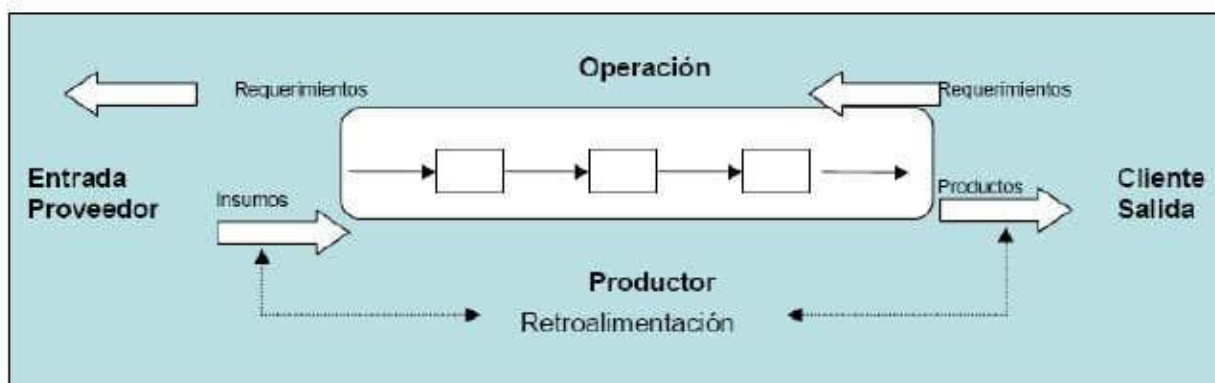 Operación
Requerimientos
Requerimientos
Entrada
Proveedor
Insumos
Productos
Cliente
Salida
Productor
Retroalimentación